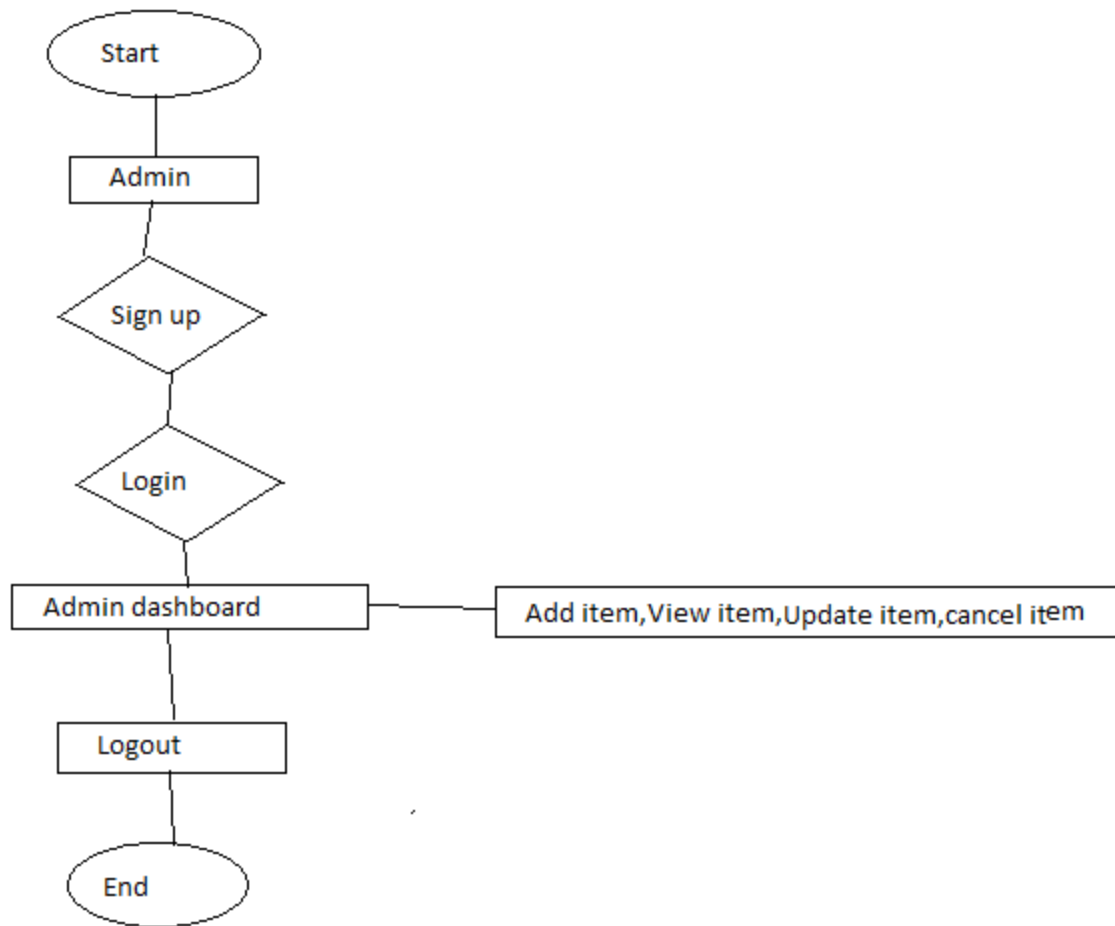 Start
Admin
Sign up
Login
Admin dashboard
Add item,View item,Update item,cancel item
Logout
End